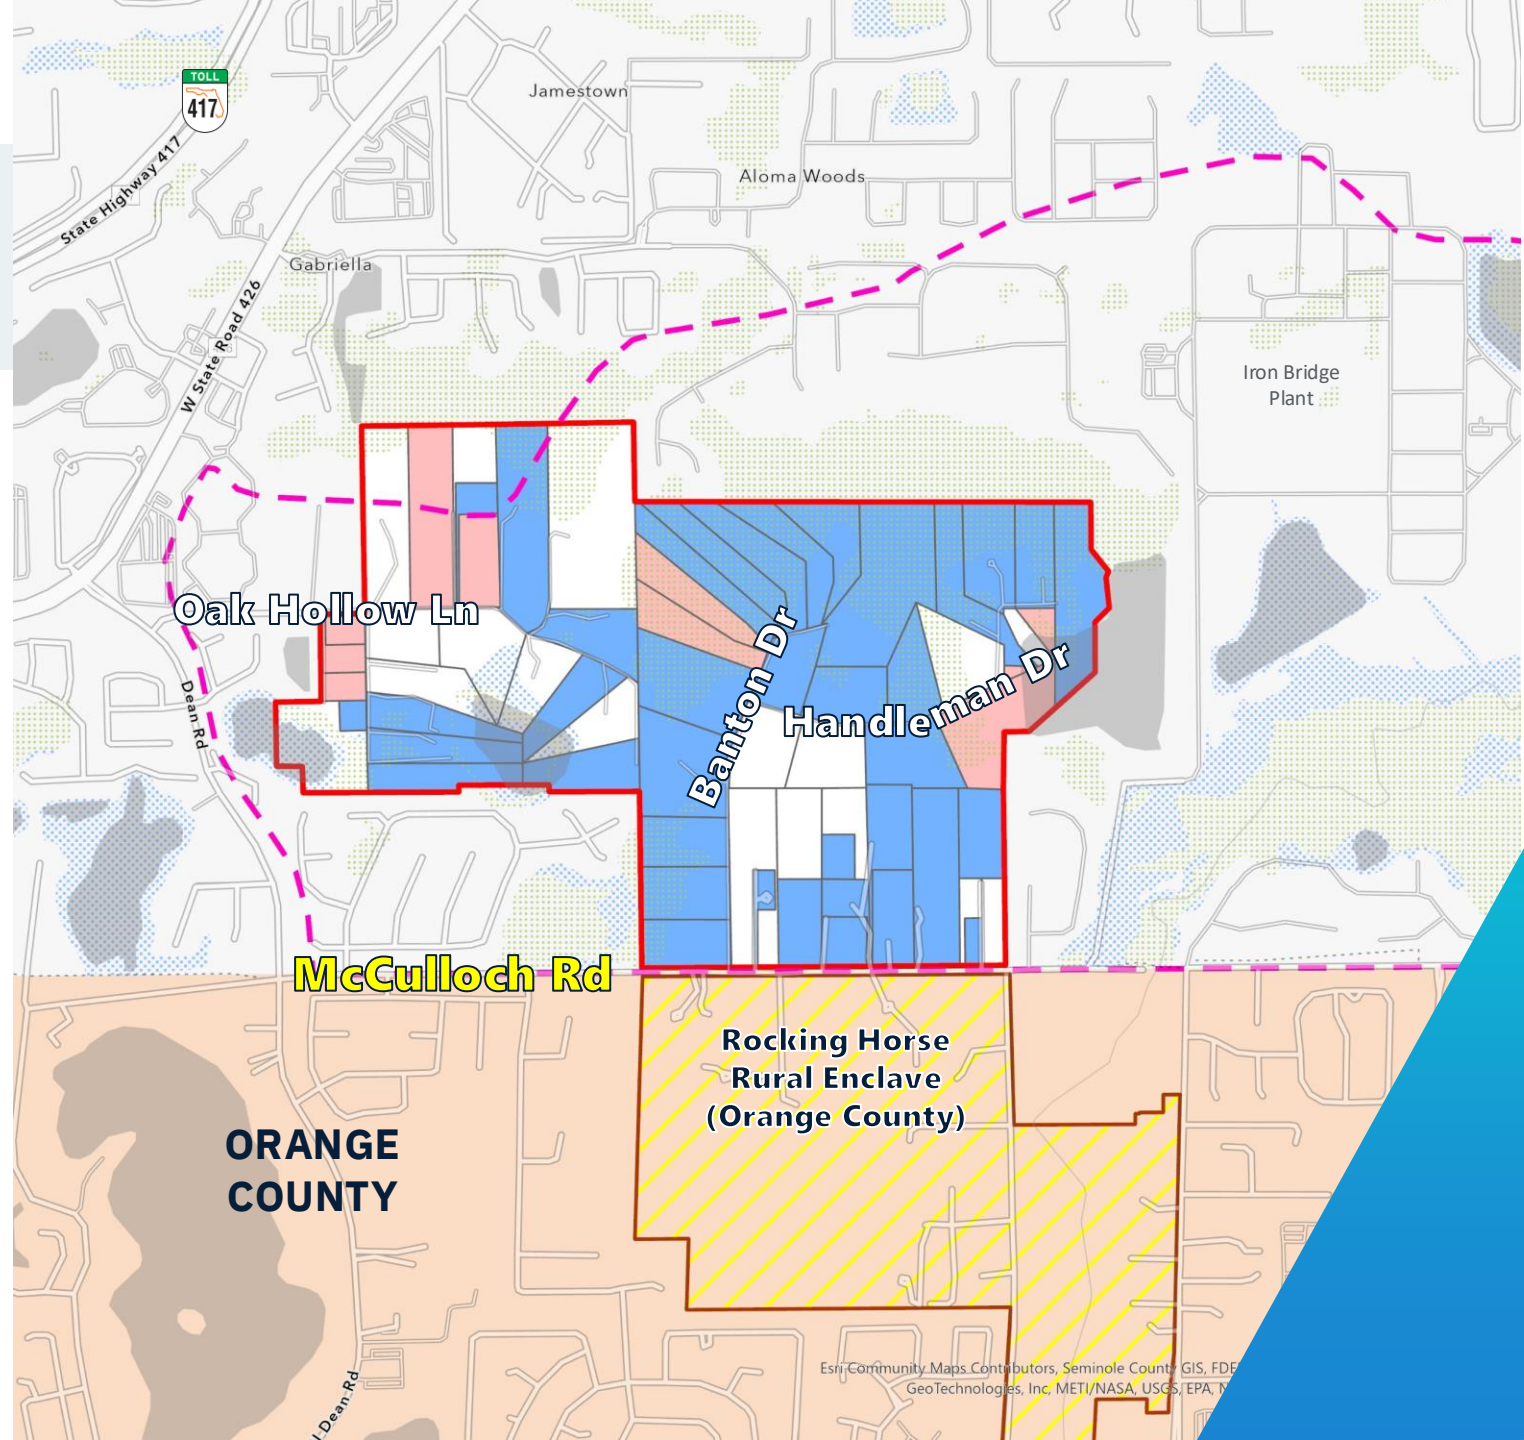 TOLL
417
State Highway 417
Jamestown
Aloma Woods
Gabriella
W State Road 426
Iron Bridge
Plant
Oak Hollow Ln
Banton Dr
Handleman Dr
Dean Rd
McCulloch Rd
Rocking Horse
Rural Enclave
(Orange County)
ORANGE
COUNTY
Dean Rd
Esri Community Maps Contributors, Seminole County GIS, FDE
GeoTechnologies, Inc, METI/NASA, USGS, EPA, N